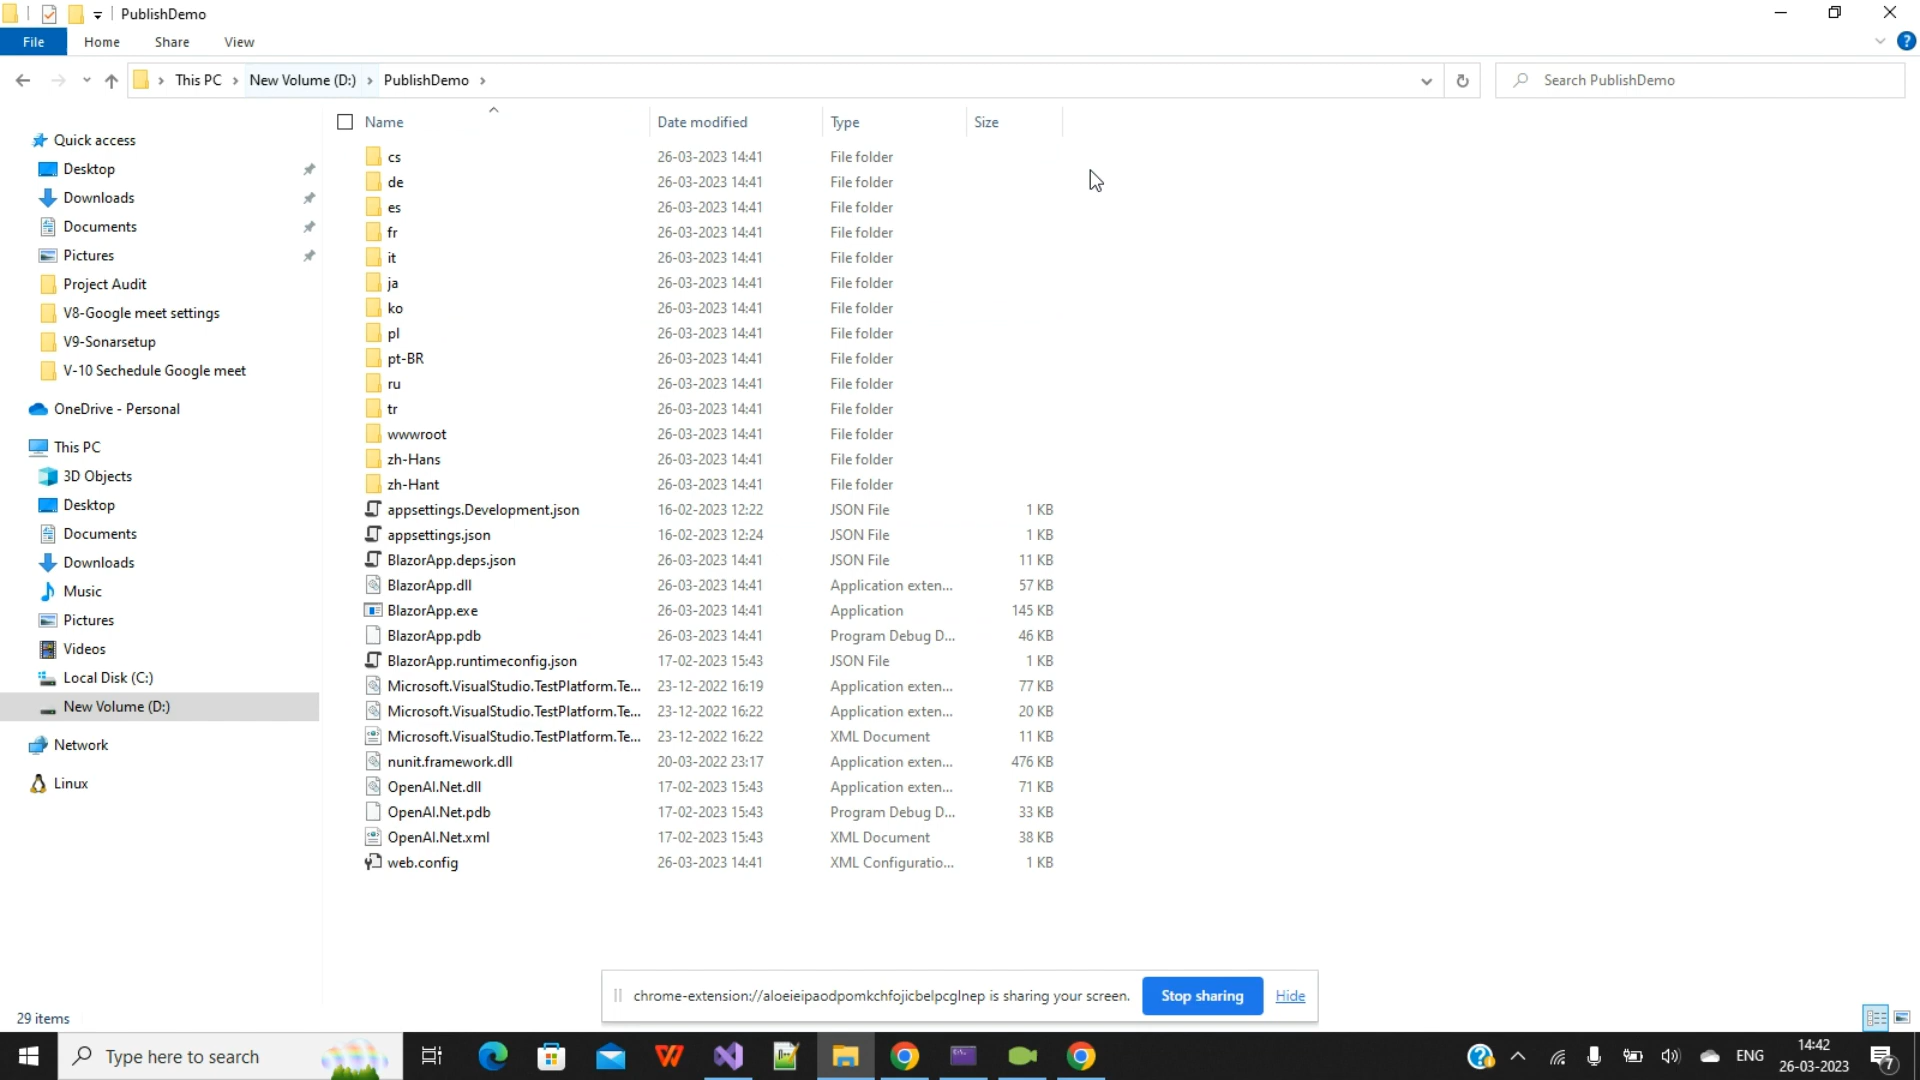 PublishDemo
File Home Share View
This PC New Volume (D:) PublishDemo Search PublishDemo
Name Date modified Type Size
Quick access
Desktop
Downloads
Documents
Pictures
Project Audit
V8-Google meet settings
V9-Sonarsetup
V-10 Sechedule Google meet
OneDrive - Personal
This PC
3D Objects
Desktop
Documents
Downloads
Music
Pictures
Videos
Local Disk (C:)
New Volume (D:)
Network
Linux
cs 26-03-2023 14:41 File folder
de 26-03-2023 14:41 File folder
es 26-03-2023 14:41 File folder
fr 26-03-2023 14:41 File folder
it 26-03-2023 14:41 File folder
ja 26-03-2023 14:41 File folder
ko 26-03-2023 14:41 File folder
pl 26-03-2023 14:41 File folder
pt-BR 26-03-2023 14:41 File folder
ru 26-03-2023 14:41 File folder
tr 26-03-2023 14:41 File folder
wwwroot 26-03-2023 14:41 File folder
zh-Hans 26-03-2023 14:41 File folder
zh-Hant 26-03-2023 14:41 File folder
appsettings.Development.json 16-02-2023 12:22 JSON File 1 KB
appsettings.json 16-02-2023 12:24 JSON File 1 KB
BlazorApp.deps.json 26-03-2023 14:41 JSON File 11 KB
BlazorApp.dll 26-03-2023 14:41 Application exten... 57 KB
BlazorApp.exe 26-03-2023 14:41 Application 145 KB
BlazorApp.pdb 26-03-2023 14:41 Program Debug D... 46 KB
BlazorApp.runtimeconfig.json 17-02-2023 15:43 JSON File 1 KB
Microsoft.VisualStudio.TestPlatform.Te... 23-12-2022 16:19 Application exten... 77 KB
Microsoft.VisualStudio.TestPlatform.Te... 23-12-2022 16:22 Application exten... 20 KB
Microsoft.VisualStudio.TestPlatform.Te... 23-12-2022 16:22 XML Document 11 KB
nunit.framework.dll 20-03-2022 23:17 Application exten... 476 KB
OpenAI.Net.dll 17-02-2023 15:43 Application exten... 71 KB
OpenAI.Net.pdb 17-02-2023 15:43 Program Debug D... 33 KB
OpenAI.Net.xml 17-02-2023 15:43 XML Document 38 KB
web.config 26-03-2023 14:41 XML Configuratio... 1 KB
chrome-extension://aloeieipaodpomkchfojicbelpcglnep is sharing your screen. Stop sharing Hide
29 items
Type here to search
ENG
14:42
26-03-2023
7